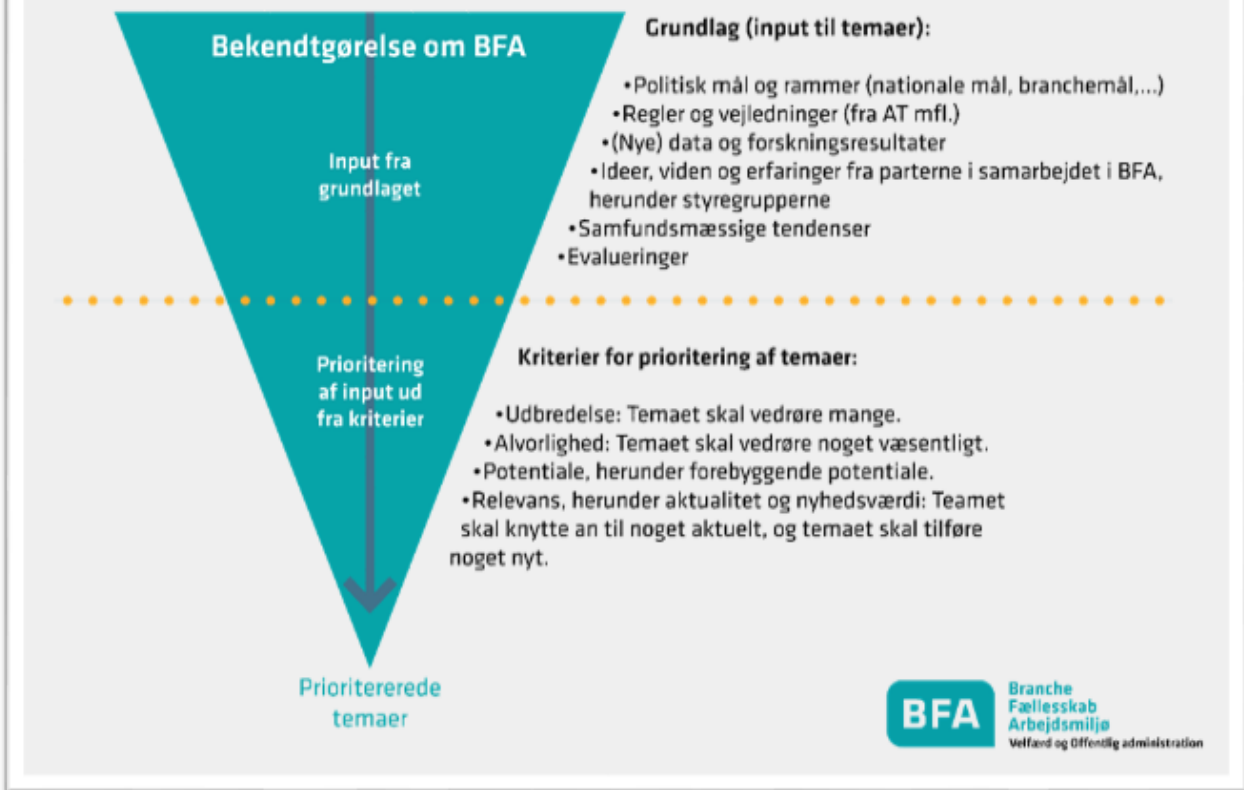 Bekendtgørelse om BFA
Input fra
grundlaget
Grundlag (input til temaer):
•Politisk mål og rammer (nationale mål, branchemål,...)
•Regler og vejledninger (fra AT mfl.)
•(Nye) data og forskningsresultater
•Ideer, viden og erfaringer fra parterne i samarbejdet i BFA,
herunder styregrupperne
•Samfundsmæssige tendenser
•Evalueringer
Prioritering
af input ud
fra kriterier
Kriterier for prioritering af temaer:
•Udbredelse: Temaet skal vedrøre mange.
•Alvorlighed: Temaet skal vedrøre noget væsentligt.
•Potentiale, herunder forebyggende potentiale.
•Relevans, herunder aktualitet og nyhedsværdi: Teamet
skal knytte an til noget aktuelt, og temaet skal tilføre
noget nyt.
Prioritererede
temaer
BFA
Branche
Fællesskab
Arbejdsmiljø
Velfærd og Offentlig administration